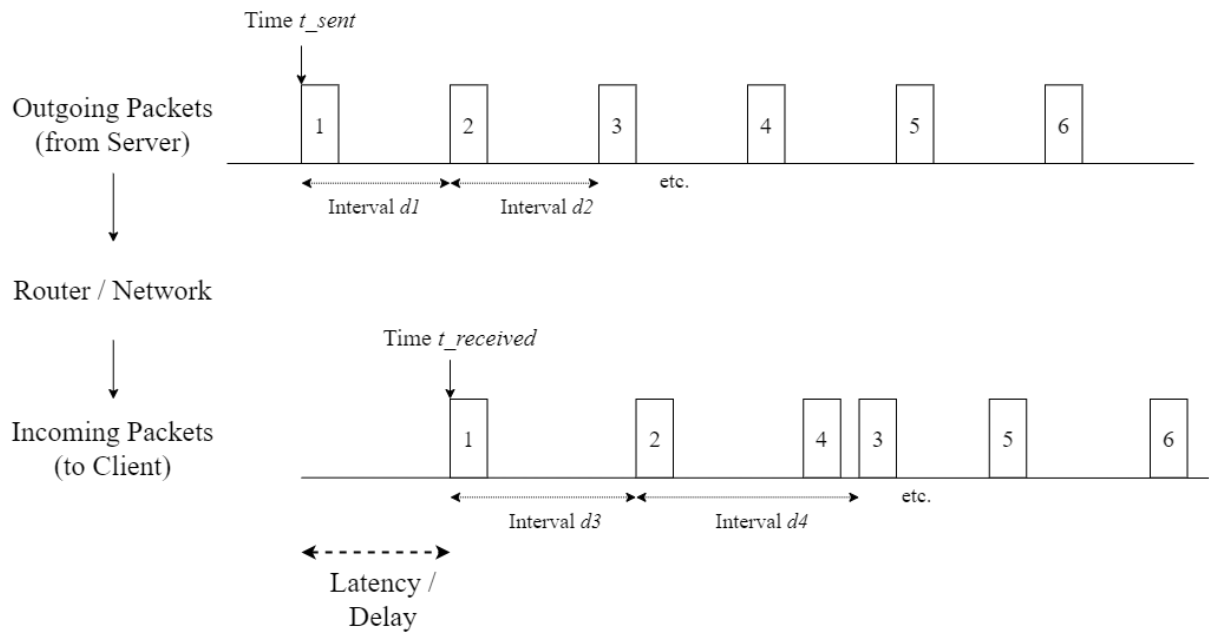 Time t_sent
Outgoing Packets
(from Server)
1
2
3
4
5
6
Interval d1
Interval d2
etc.
Router / Network
Time t_received
Incoming Packets
(to Client)
1
2
4
3
5
6
Interval d3
Interval d4
etc.
Latency /
Delay